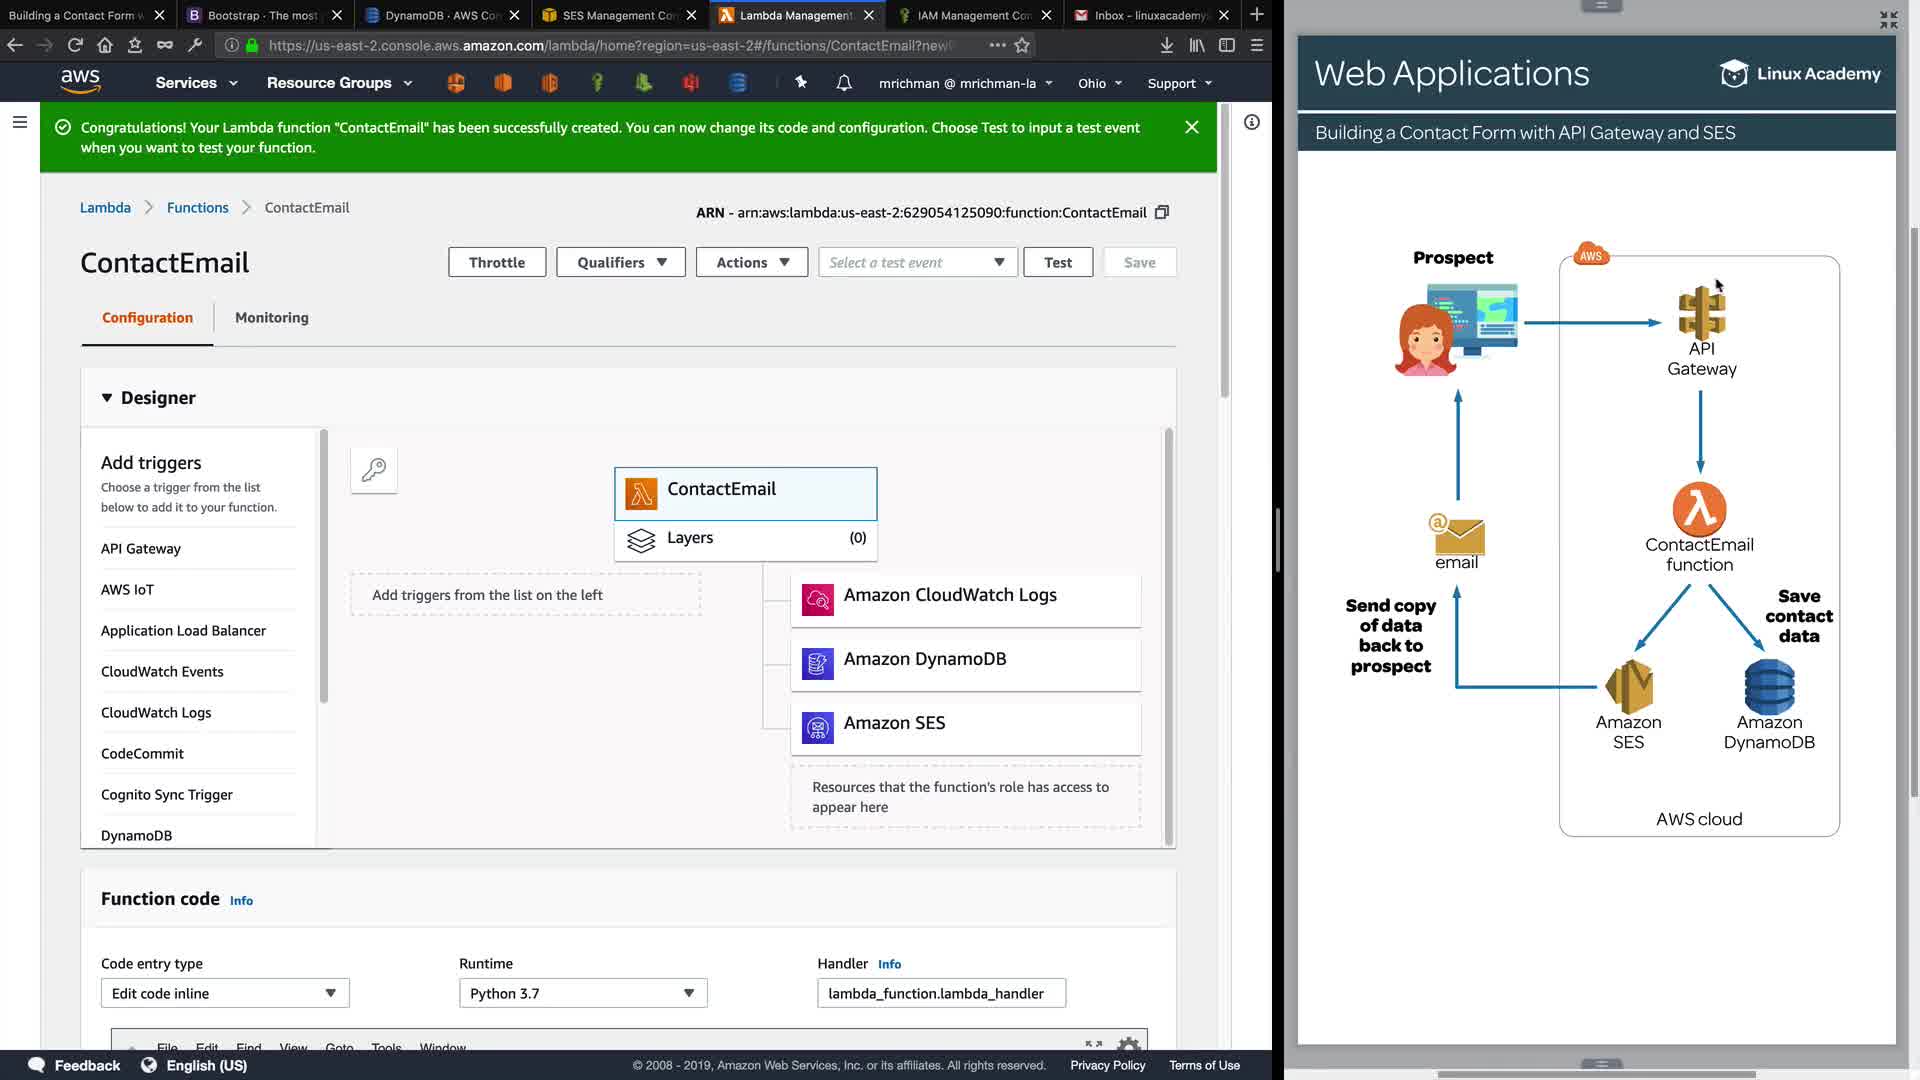 Building a Contact Form w
Bootstrap · The most
DynamoDB · AWS Con
SES Management Con
Lambda Management
IAM Management Con
Inbox – linuxacademy
https://us-east-2.console.aws.amazon.com/lambda/home?region=us-east-2#/functions/ContactEmail?new
aws
Services
Resource Groups
mrichman @ mrichman-la
Ohio
Support
Congratulations! Your Lambda function "ContactEmail" has been successfully created. You can now change its code and configuration. Choose Test to input a test event
when you want to test your function.
Lambda
Functions
ContactEmail
ARN - arn:aws:lambda:us-east-2:629054125090:function:ContactEmail
ContactEmail
Throttle
Qualifiers
Actions
Select a test event
Test
Save
Configuration
Monitoring
Designer
Add triggers
Choose a trigger from the list
below to add it to your function.
API Gateway
AWS IoT
Application Load Balancer
CloudWatch Events
CloudWatch Logs
CodeCommit
Cognito Sync Trigger
DynamoDB
ContactEmail
Layers
(0)
Add triggers from the list on the left
Amazon CloudWatch Logs
Amazon DynamoDB
Amazon SES
Resources that the function's role has access to
appear here
Function code
Info
Code entry type
Edit code inline
Runtime
Python 3.7
Handler
Info
lambda_function.lambda_handler
File
Edit
Find
View
Goto
Tools
Window
Feedback
English (US)
© 2008 - 2019, Amazon Web Services, Inc. or its affiliates. All rights reserved.
Privacy Policy
Terms of Use
Web Applications
Linux Academy
Building a Contact Form with API Gateway and SES
Prospect
AWS
API
Gateway
ContactEmail
function
email
Send copy
of data
back to
prospect
Save
contact
data
Amazon
SES
Amazon
DynamoDB
AWS cloud